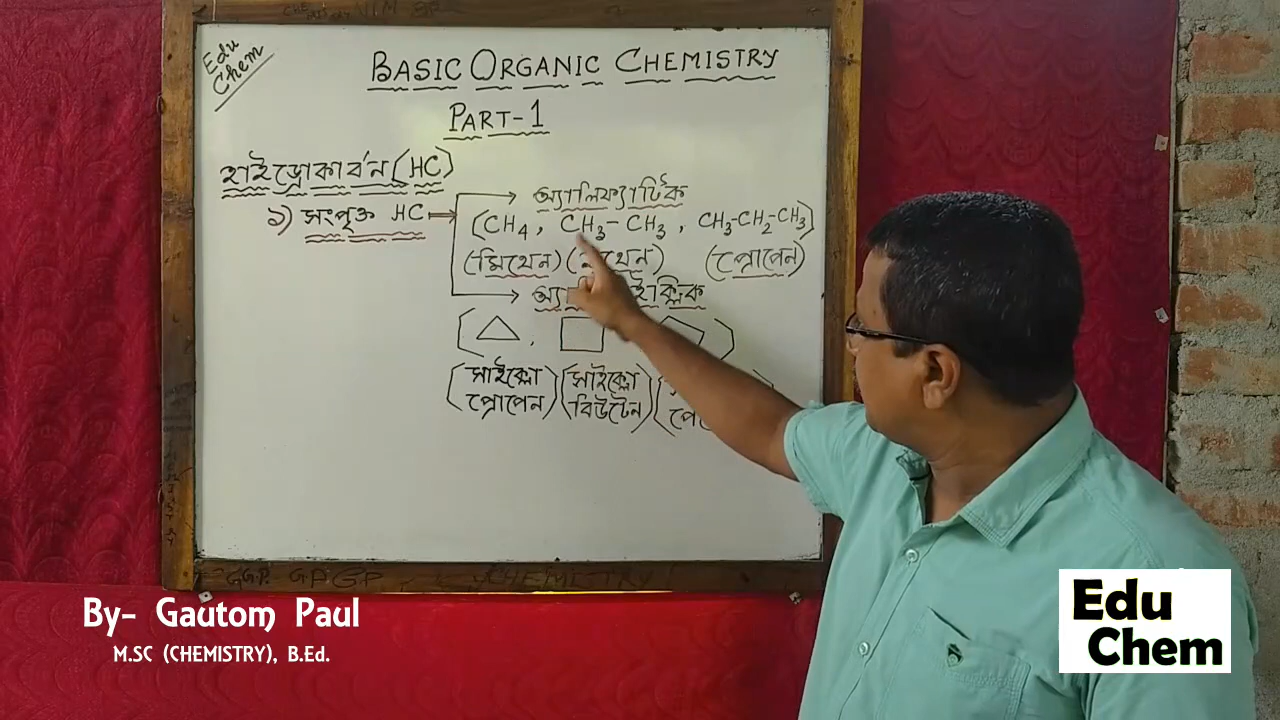 Edu
Chem
BASIC ORGANIC CHEMISTRY
PART-1
হাইড্রোকার্বন (HC)
১) সংপৃক্ত HC
অ্যালিফ্যাটিক
(CH₄, CH₃-CH₃, CH₃-CH₂-CH₃)
(মিথেন) (প্রোপেন)
(সাইক্লো প্রোপেন) (সাইক্লো বিউটেন)
By- Gautom Paul
M.SC (CHEMISTRY), B.Ed.
Edu
Chem